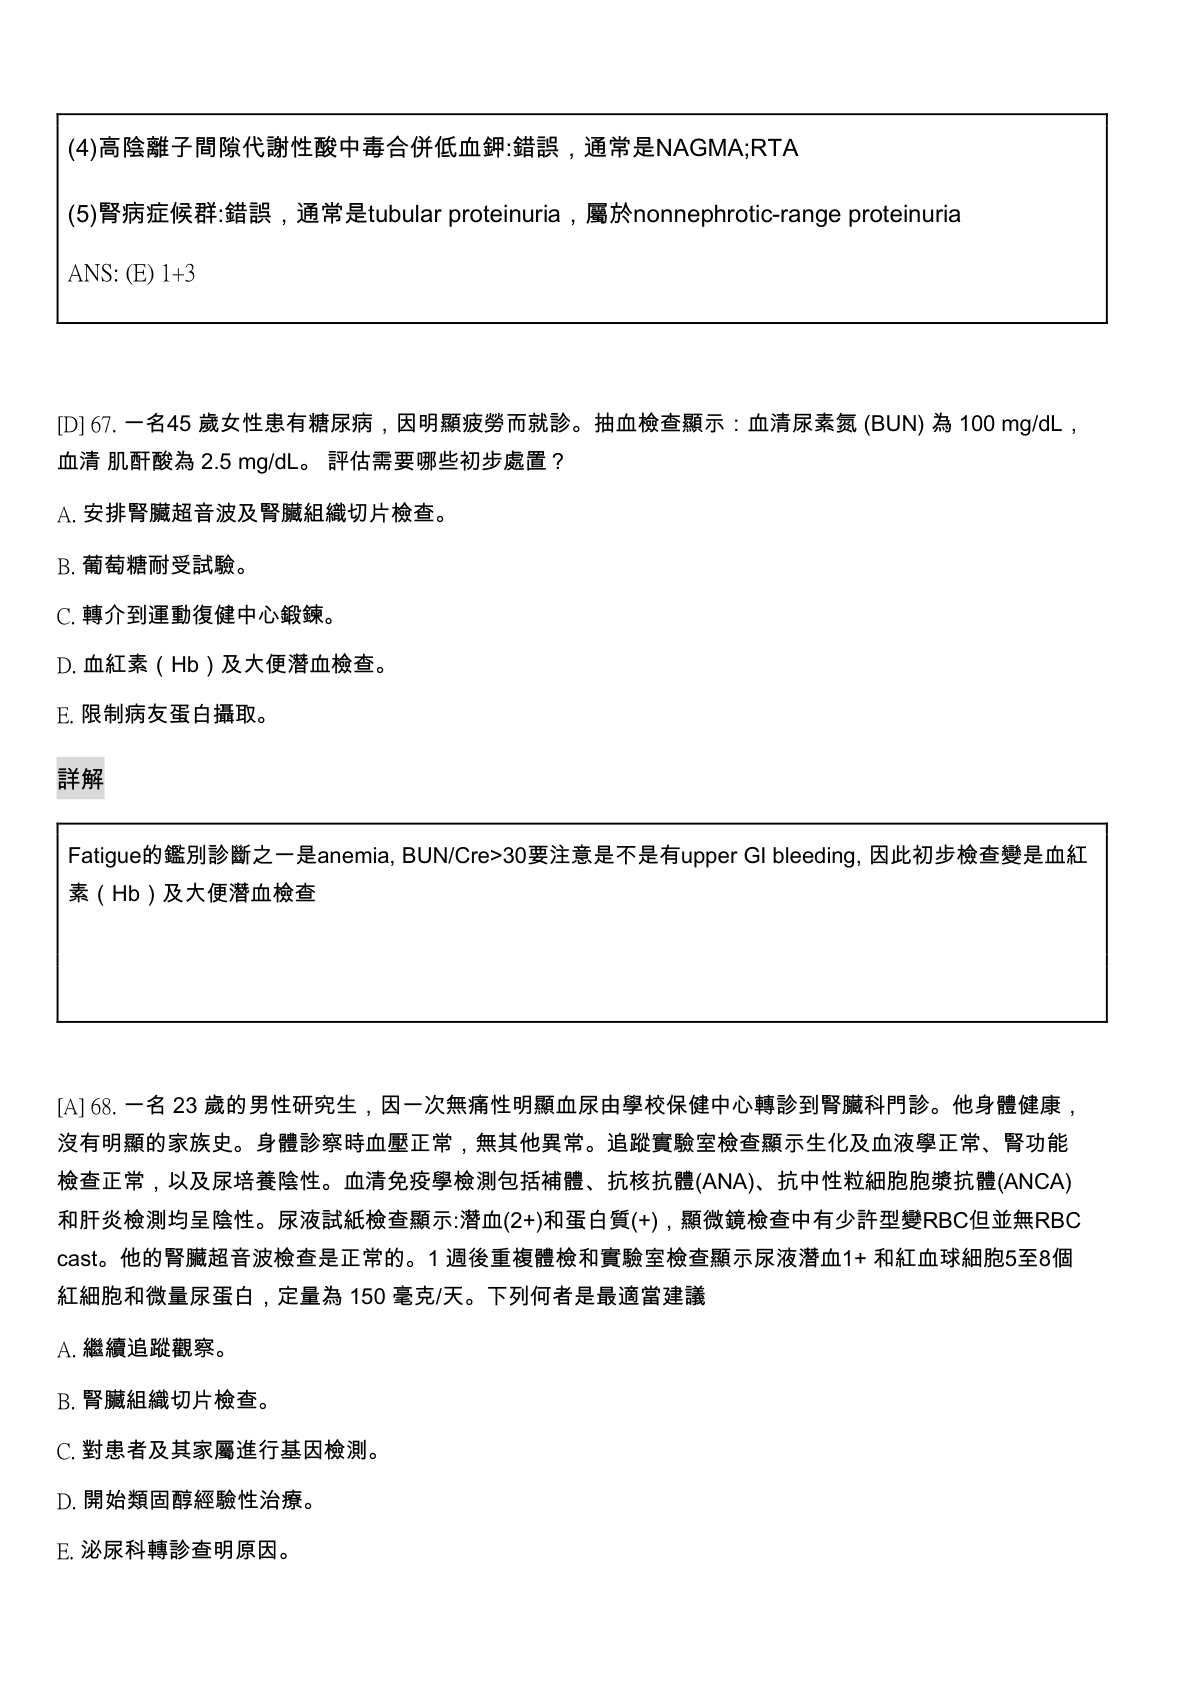 (4)高陰離子間隙代謝性酸中毒合併低血鉀:錯誤，通常是NAGMA;RTA
(5)腎病症候群:錯誤，通常是tubular proteinuria，屬於nonnephrotic-range proteinuria
ANS: (E) 1+3
[D] 67. 一名45 歲女性患有糖尿病，因明顯疲勞而就診。抽血檢查顯示：血清尿素氮 (BUN) 為 100 mg/dL，
血清 肌酐酸為 2.5 mg/dL。 評估需要哪些初步處置？
A. 安排腎臟超音波及腎臟組織切片檢查。
B. 葡萄糖耐受試驗。
C. 轉介到運動復健中心鍛鍊。
D. 血紅素（Hb）及大便潛血檢查。
E. 限制病友蛋白攝取。
詳解
Fatigue的鑑別診斷之一是anemia, BUN/Cre>30要注意是不是有upper GI bleeding, 因此初步檢查變是血紅
素（Hb）及大便潛血檢查
[A] 68. 一名 23 歲的男性研究生，因一次無痛性明顯血尿由學校保健中心轉診到腎臟科門診。他身體健康，
沒有明顯的家族史。身體診察時血壓正常，無其他異常。追蹤實驗室檢查顯示生化及血液學正常、腎功能
檢查正常，以及尿培養陰性。血清免疫學檢測包括補體、抗核抗體(ANA)、抗中性粒細胞胞漿抗體(ANCA)
和肝炎檢測均呈陰性。尿液試紙檢查顯示:潛血(2+)和蛋白質(+)，顯微鏡檢查中有少許型變RBC但並無RBC
cast。他的腎臟超音波檢查是正常的。1 週後重複體檢和實驗室檢查顯示尿液潛血1+ 和紅血球細胞5至8個
紅細胞和微量尿蛋白，定量為 150 毫克/天。下列何者是最適當建議
A. 繼續追蹤觀察。
B. 腎臟組織切片檢查。
C. 對患者及其家屬進行基因檢測。
D. 開始類固醇經驗性治療。
E. 泌尿科轉診查明原因。